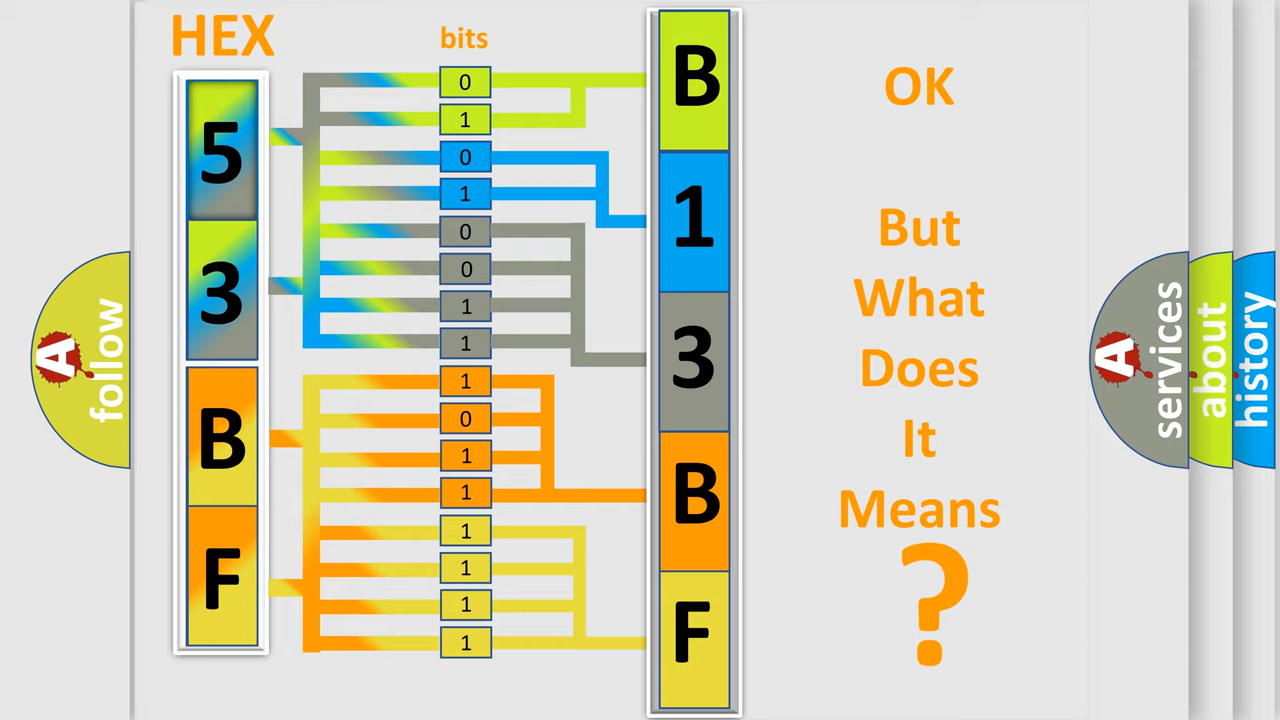 HEX
bits
5
3
B
F
0
1
0
1
0
0
1
1
1
0
1
1
1
1
1
1
B
1
3
B
F
OK
But
What
Does
It
Means
?
A
follow
A
services
about
history